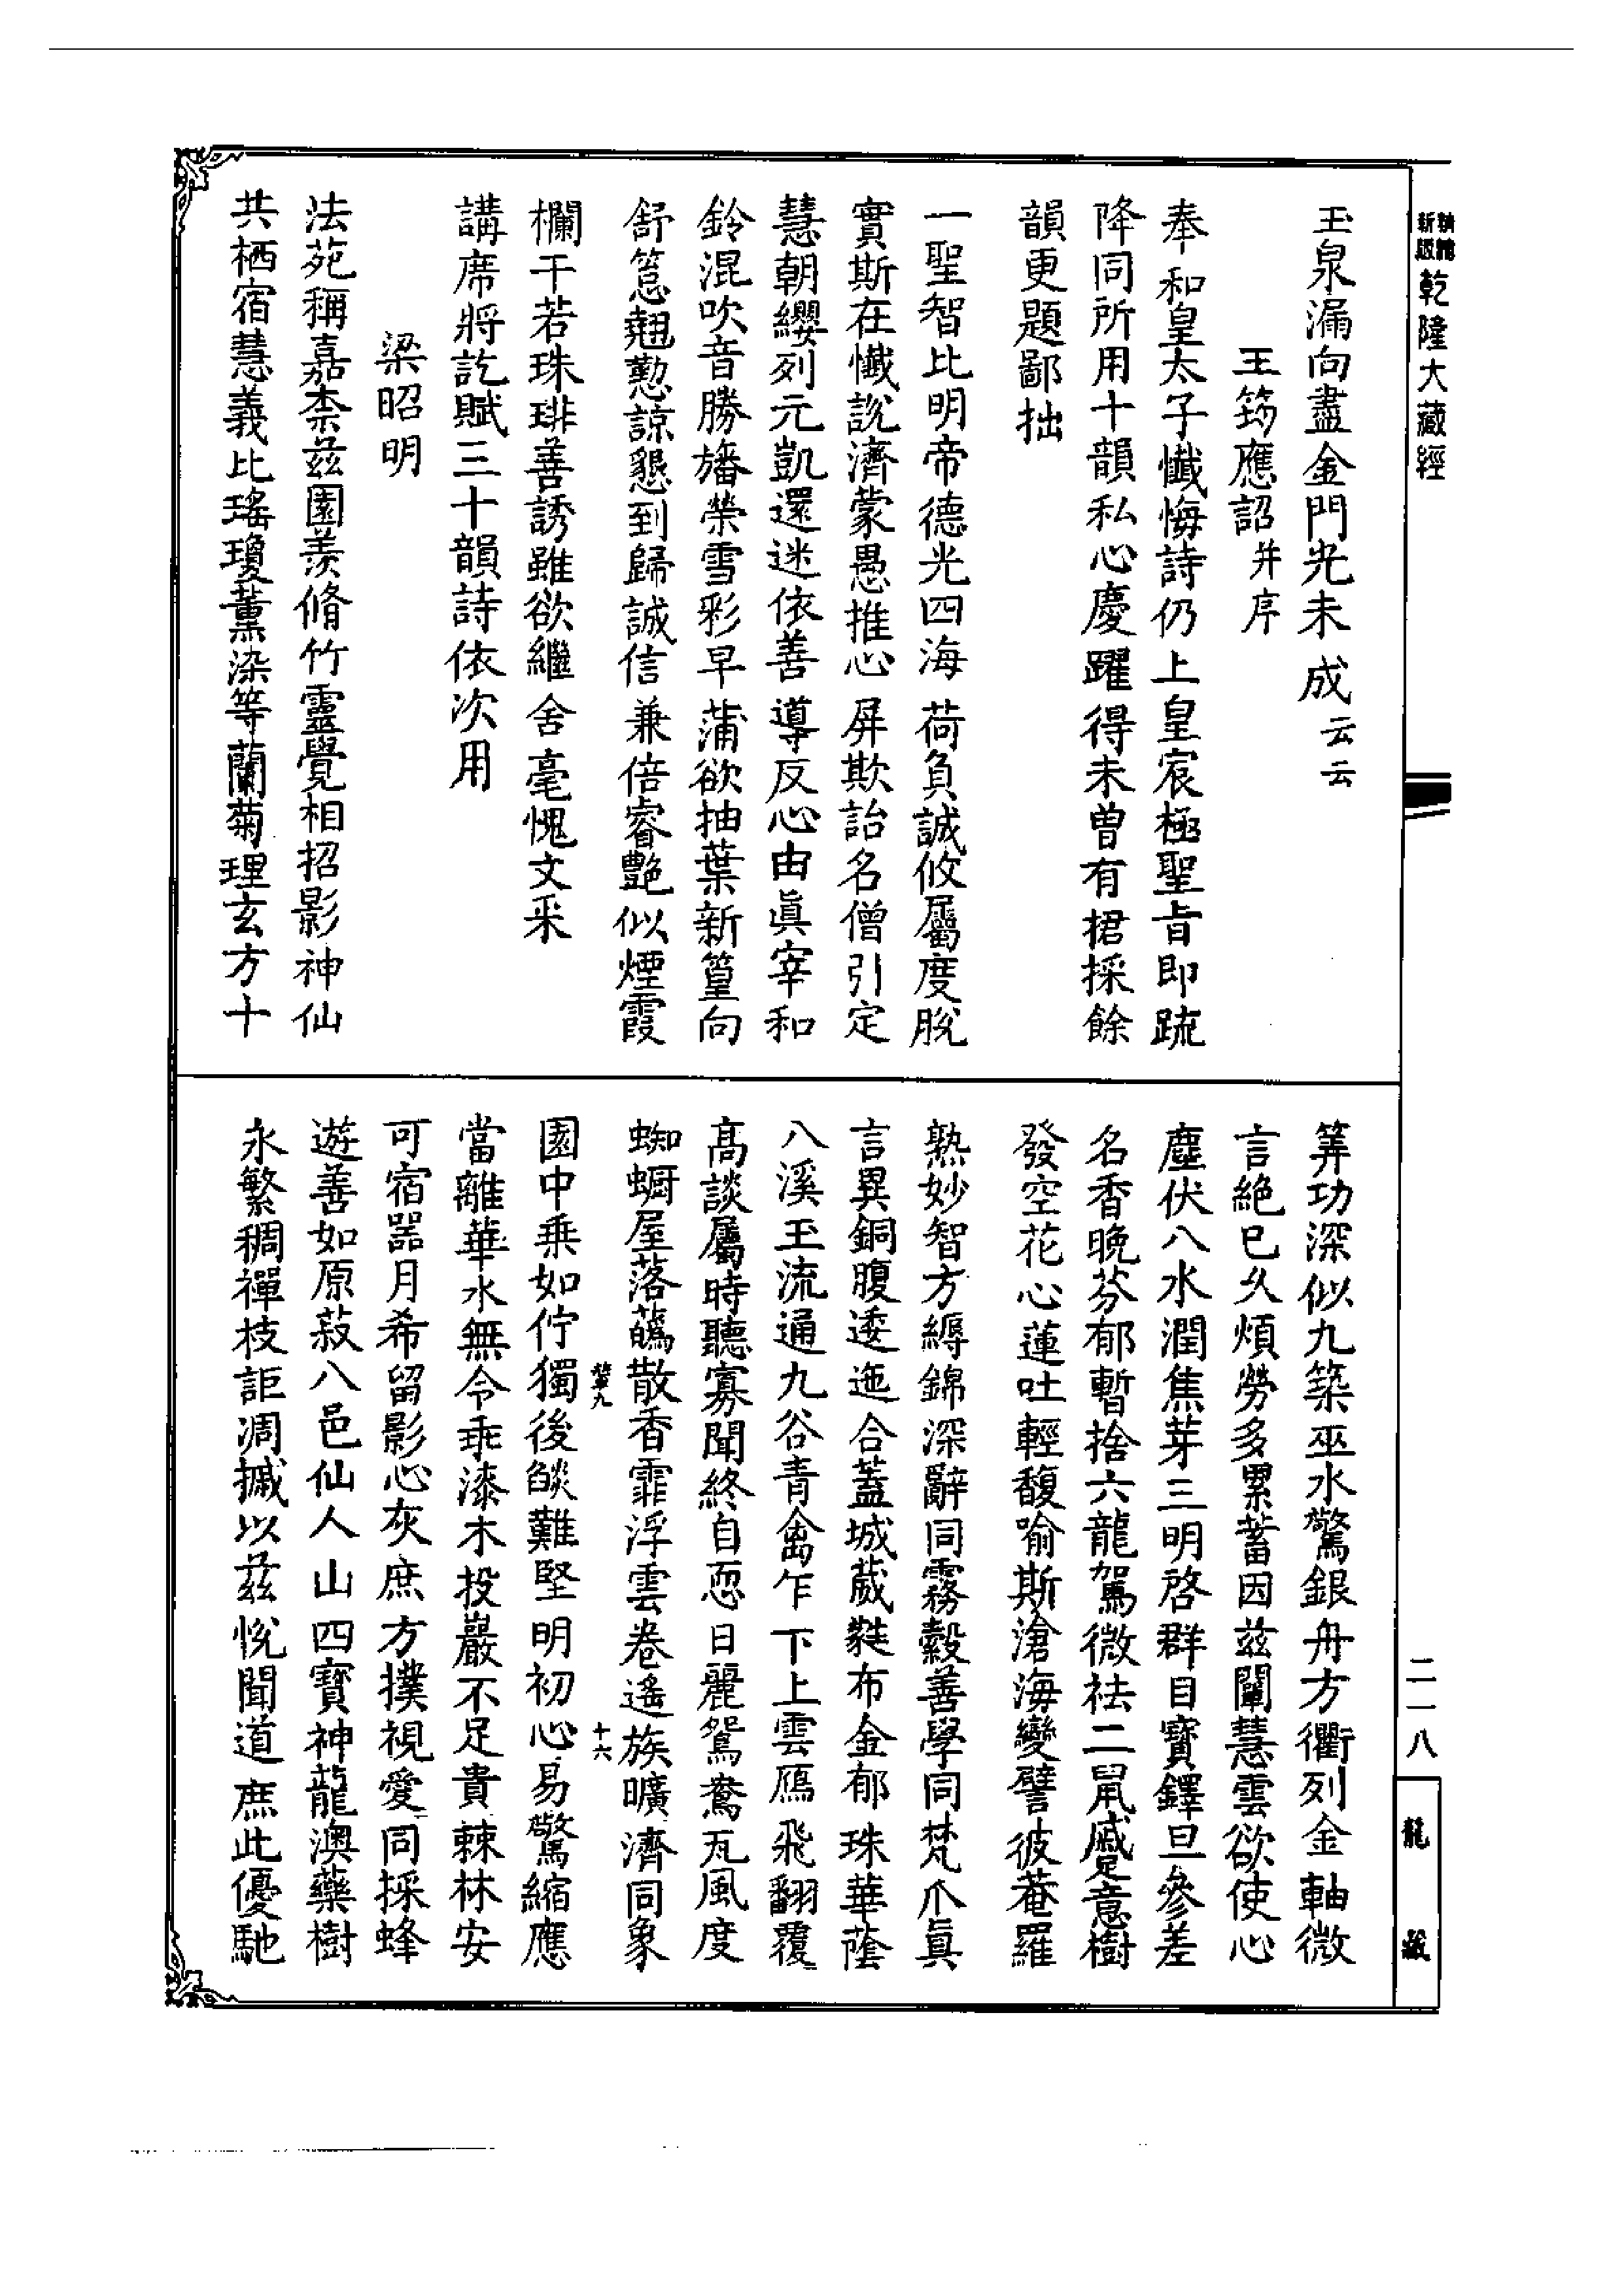 乾隆大藏經
玉泉漏向盡金門光未成云云
王筠應詔并序
奉和皇太子懺悔詩仍上皇宸極聖旨即疏
降同所用十韻私心慶躍得未曾有捃採餘
韻更題鄙拙
一聖智比明帝德光四海荷負誠攸屬度脫
實斯在懺說濟蒙愚推心屏欺詒名僧引定
慧朝纓列元凱還迷依善導反心由眞宰和
鈴混吹音勝旛榮雪彩早蒲欲抽葉新篁向
舒筤翹懃諒懇到歸誠信兼倍睿艷似煙霞
欄干若珠琲善誘雖欲繼含毫愧文采
講席將訖賦三十韻詩依次用
梁昭明
法苑稱嘉柰茲園羨脩竹靈覺相招影神仙
共栖宿慧義比瑤瓊薰染等蘭菊理玄方十
筭功深似九築巫水驚銀舟方衢列金軸微
言絕已久煩勞多累蓄因茲闡慧雲欲使心
塵伏八水潤焦芽三明啓群目寶鐸旦參差
名香晚芬郁暫捨六龍駕微祛二鼠蹙意樹
發空花心蓮吐輕馥喻斯滄海變譬彼菴羅
熟妙智方縟錦深辭同霧縠善學同梵爪眞
言異銅腹逶迤合蓋城葳蕤布金郁珠華蔭
八溪玉流通九谷青禽乍下上雲鴈飛翻覆
高談屬時聽寡聞終自恧日麗鴛鴦瓦風度
蜘蟵屋落蘤散香霏浮雲卷遙族曠濟同象
園中乘如佇獨後燄難堅明初心易驚縮應
當離華水無令乖漆木投巖不足貴棘林安
可宿器月希留影心灰庶方撲視愛同採蜂
遊善如原菽八邑仙人山四寶神龍澳藥樹
永繁稠禪枝詎凋摵以茲悅聞道庶此優馳
十六
二一八
龍藏